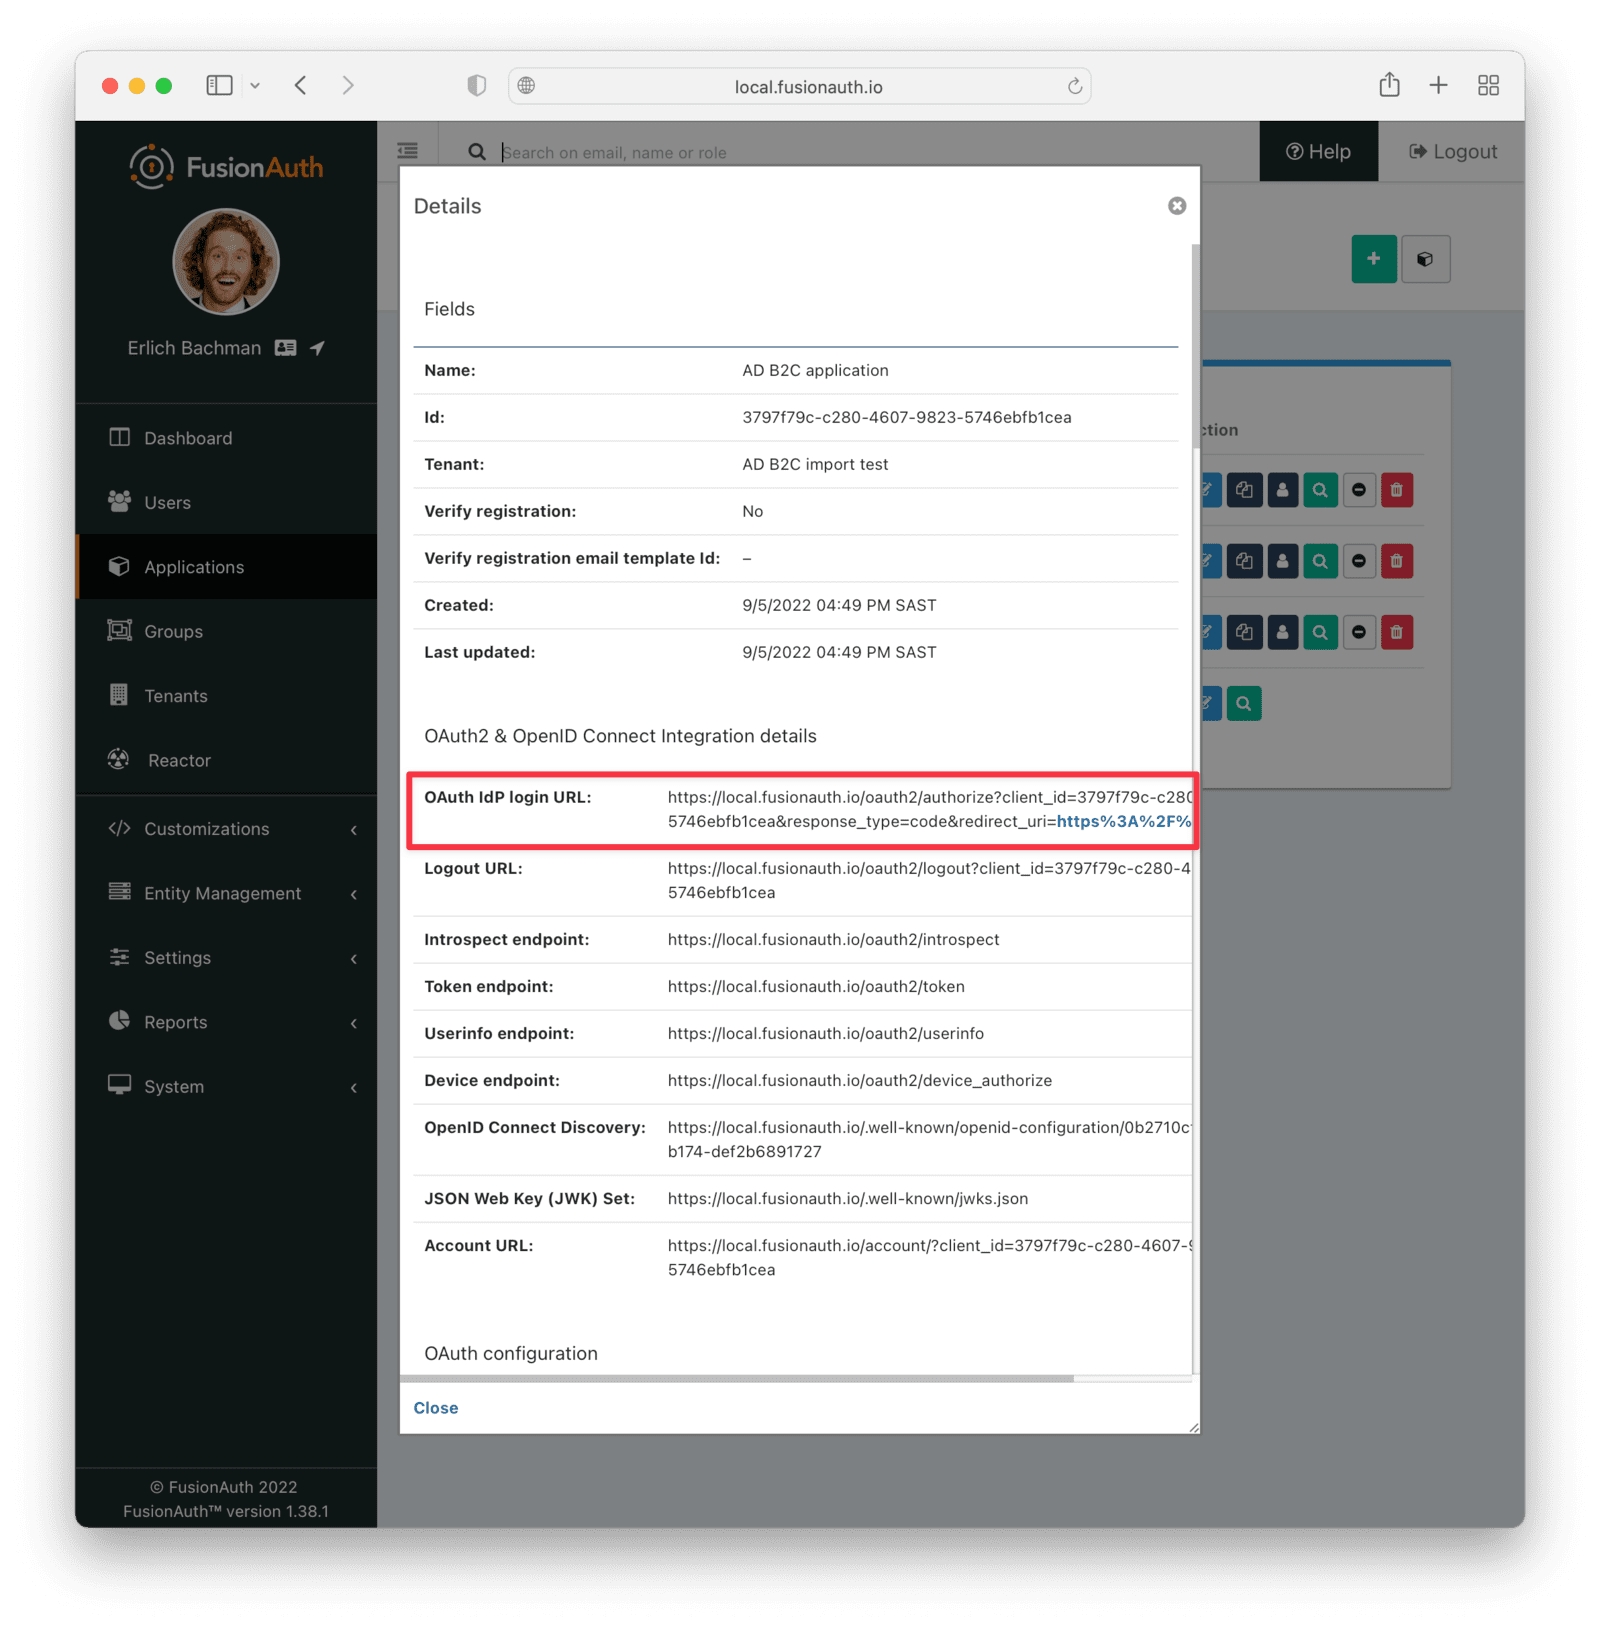 local.fusionauth.io
FusionAuth
Erlich Bachman
Dashboard
Users
Applications
Groups
Tenants
Reactor
Customizations
Entity Management
Settings
Reports
System
© FusionAuth 2022
FusionAuth™ version 1.38.1
Search on email, name or role
Help
Logout
Details
Fields
Name: AD B2C application
Id: 3797f79c-c280-4607-9823-5746ebfb1cea
Tenant: AD B2C import test
Verify registration: No
Verify registration email template Id: –
Created: 9/5/2022 04:49 PM SAST
Last updated: 9/5/2022 04:49 PM SAST
OAuth2 & OpenID Connect Integration details
OAuth IdP login URL: https://local.fusionauth.io/oauth2/authorize?client_id=3797f79c-c280
5746ebfb1cea&response_type=code&redirect_uri=https%3A%2F%
Logout URL: https://local.fusionauth.io/oauth2/logout?client_id=3797f79c-c280-4
5746ebfb1cea
Introspect endpoint: https://local.fusionauth.io/oauth2/introspect
Token endpoint: https://local.fusionauth.io/oauth2/token
Userinfo endpoint: https://local.fusionauth.io/oauth2/userinfo
Device endpoint: https://local.fusionauth.io/oauth2/device_authorize
OpenID Connect Discovery: https://local.fusionauth.io/.well-known/openid-configuration/0b2710c
b174-def2b6891727
JSON Web Key (JWK) Set: https://local.fusionauth.io/.well-known/jwks.json
Account URL: https://local.fusionauth.io/account/?client_id=3797f79c-c280-4607-9
5746ebfb1cea
OAuth configuration
Close
ction